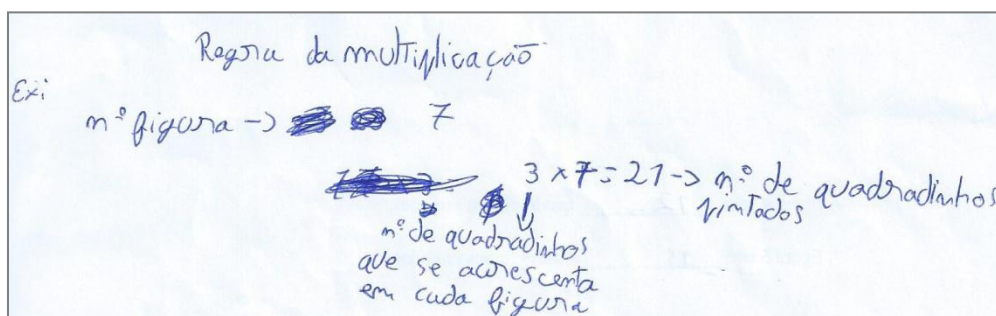 Regra da multiplicação
Ex:
nº figura -> 7
3 x 7 = 21 -> nº de quadradinhos
pintados
nº de quadradinhos
que se acrescenta
em cada figura